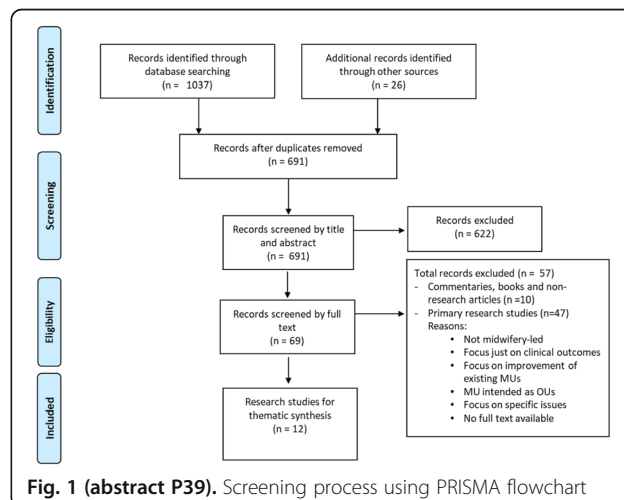 Identification
Records identified through
database searching
(n = 1037)
Additional records identified
through other sources
(n = 26)
Records after duplicates removed
(n = 691)
Screening
Records screened by title
and abstract
(n = 691)
Records excluded
(n = 622)
Eligibility
Records screened by full
text
(n = 69)
Total records excluded (n = 57)
- Commentaries, books and non-
research articles (n =10)
- Primary research studies (n=47)
Reasons:
• Not midwifery-led
• Focus just on clinical outcomes
• Focus on improvement of
existing MUs
• MU intended as OUs
• Focus on specific issues
• No full text available
Included
Research studies for
thematic synthesis
(n = 12)
Fig. 1 (abstract P39). Screening process using PRISMA flowchart